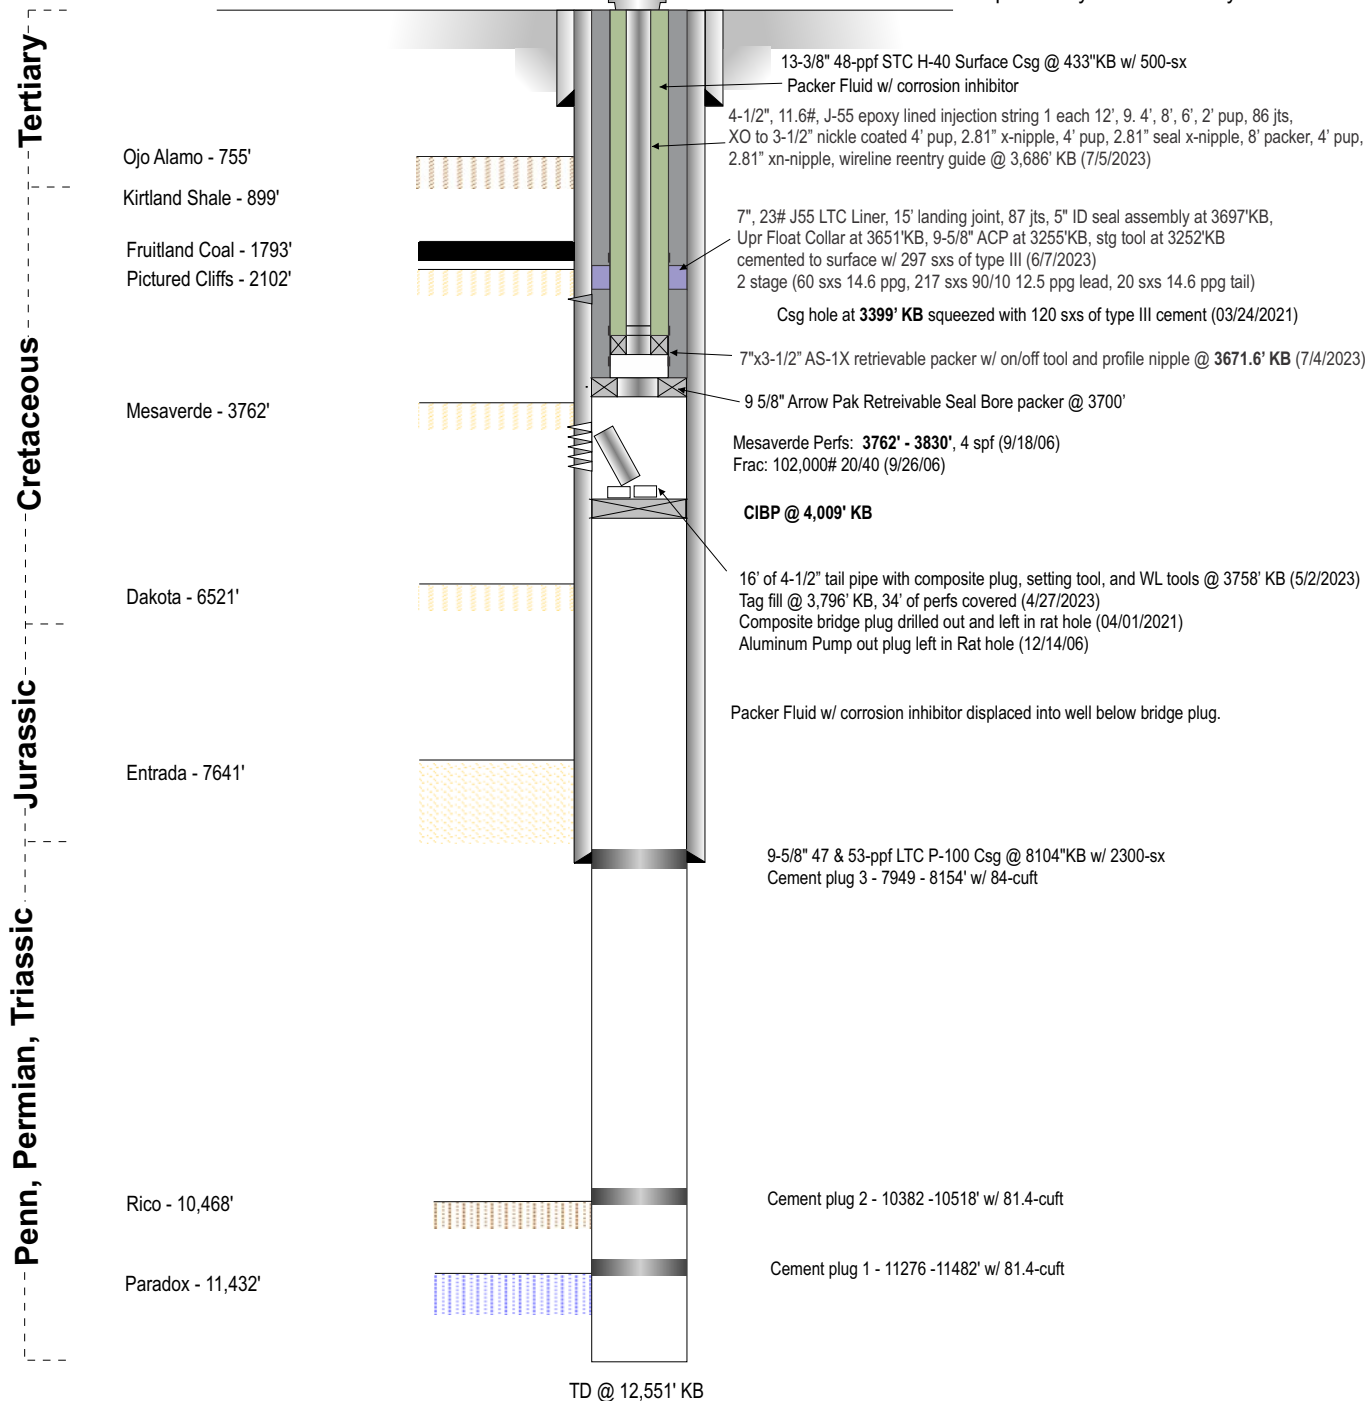 13-3/8" 48-ppf STC H-40 Surface Csg @ 433"KB w/ 500-sx
Packer Fluid w/ corrosion inhibitor
4-1/2", 11.6#, J-55 epoxy lined injection string 1 each 12', 9. 4', 8', 6', 2' pup, 86 jts,
XO to 3-1/2" nickle coated 4' pup, 2.81" x-nipple, 4' pup, 2.81" seal x-nipple, 8' packer, 4' pup,
2.81" xn-nipple, wireline reentry guide @ 3,686' KB (7/5/2023)
7", 23# J55 LTC Liner, 15' landing joint, 87 jts, 5" ID seal assembly at 3697'KB,
Upr Float Collar at 3651'KB, 9-5/8" ACP at 3255'KB, stg tool at 3252'KB
cemented to surface w/ 297 sxs of type III (6/7/2023)
2 stage (60 sxs 14.6 ppg, 217 sxs 90/10 12.5 ppg lead, 20 sxs 14.6 ppg tail)
Csg hole at 3399' KB squeezed with 120 sxs of type III cement (03/24/2021)
7"x3-1/2" AS-1X retrievable packer w/ on/off tool and profile nipple @ 3671.6' KB (7/4/2023)
9 5/8" Arrow Pak Retreivable Seal Bore packer @ 3700'
Mesaverde Perfs: 3762' - 3830', 4 spf (9/18/06)
Frac: 102,000# 20/40 (9/26/06)
CIBP @ 4,009' KB
16' of 4-1/2" tail pipe with composite plug, setting tool, and WL tools @ 3758' KB (5/2/2023)
Tag fill @ 3,796' KB, 34' of perfs covered (4/27/2023)
Composite bridge plug drilled out and left in rat hole (04/01/2021)
Aluminum Pump out plug left in Rat hole (12/14/06)
Packer Fluid w/ corrosion inhibitor displaced into well below bridge plug.
9-5/8" 47 & 53-ppf LTC P-100 Csg @ 8104"KB w/ 2300-sx
Cement plug 3 - 7949 - 8154' w/ 84-cuft
Cement plug 2 - 10382 -10518' w/ 81.4-cuft
Cement plug 1 - 11276 -11482' w/ 81.4-cuft
Tertiary
Cretaceous
Jurassic
Penn, Permian, Triassic
Ojo Alamo - 755'
Kirtland Shale - 899'
Fruitland Coal - 1793'
Pictured Cliffs - 2102'
Mesaverde - 3762'
Dakota - 6521'
Entrada - 7641'
Rico - 10,468'
Paradox - 11,432'
TD @ 12,551' KB